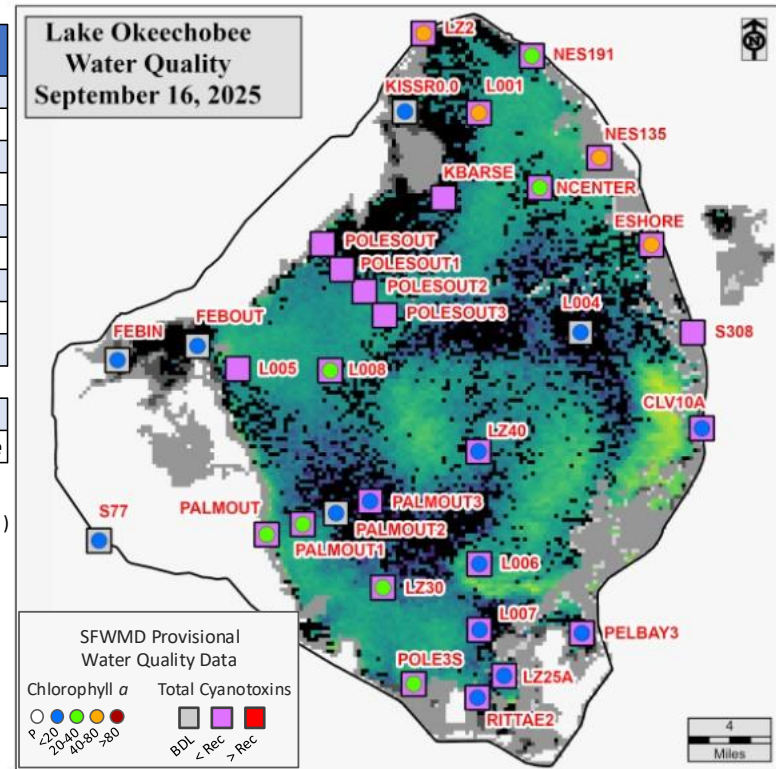 Lake Okeechobee
Water Quality
September 16, 2025
N
LZ2
NES191
KISSR0.0
L001
NES135
KBARSE
NCENTER
ESHORE
POLESOUT
POLESOUT1
POLESOUT2
POLESOUT3
L004
S308
FEBIN
FEBOUT
L005
L008
CLV10A
LZ40
S77
PALMOUT
PALMOUT3
PALMOUT2
PALMOUT1
L006
LZ30
L007
PELBAY3
POLE3S
LZ25A
RITTAE2
e
)
SFWMD Provisional
Water Quality Data
Chlorophyll a
Total Cyanotoxins
P <20 20-40 40-80 >80
BDL < Rec > Rec
4
Miles